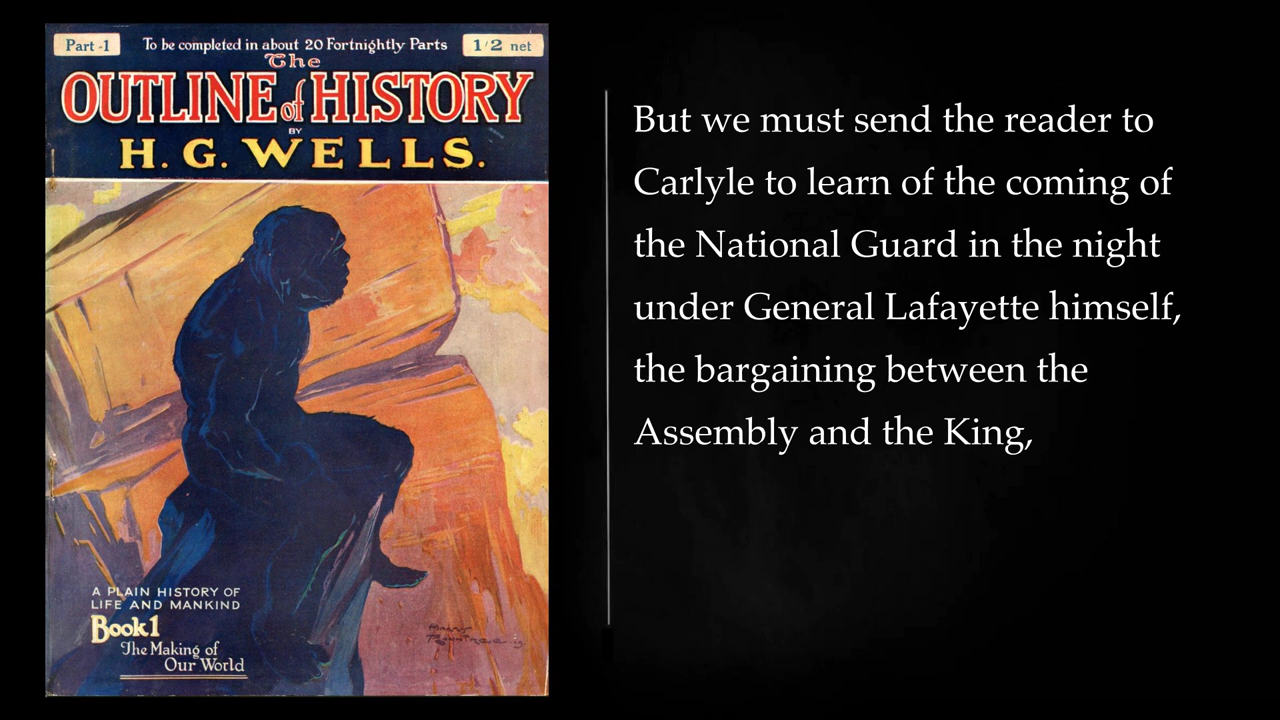 Part -1
To be completed in about 20 Fortnightly Parts
1/2 net
The
OUTLINE of HISTORY
BY
H. G. WELLS.
A PLAIN HISTORY OF
LIFE AND MANKIND
Book 1
The Making of
Our World
But we must send the reader to
Carlyle to learn of the coming of
the National Guard in the night
under General Lafayette himself,
the bargaining between the
Assembly and the King,